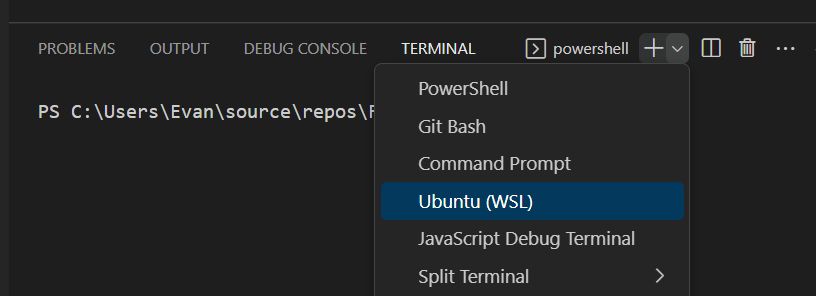 PROBLEMS OUTPUT DEBUG CONSOLE TERMINAL powershell
PowerShell
PS C:\Users\Evan\source\repos\
Git Bash
Command Prompt
Ubuntu (WSL)
JavaScript Debug Terminal
Split Terminal